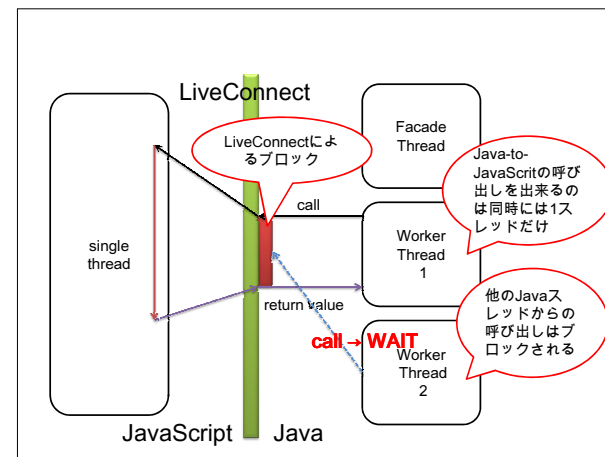 LiveConnect
LiveConnectによ
るブロック
Facade
Thread
Java-to-
JavaScritの呼び
出しを出来るの
は同時には1ス
レッドだけ
call
single
thread
Worker
Thread
1
return value
他のJavaス
レッドからの
呼び出しはブ
ロックされる
call → WAIT
Worker
Thread
2
JavaScript
Java